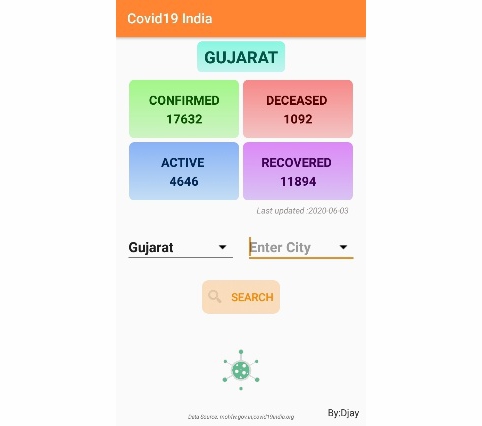 Covid19 India
GUJARAT
CONFIRMED
17632
DECEASED
1092
ACTIVE
4646
RECOVERED
11894
Last updated :2020-06-03
Gujarat
Enter City
SEARCH
By:Djay
Data Source: